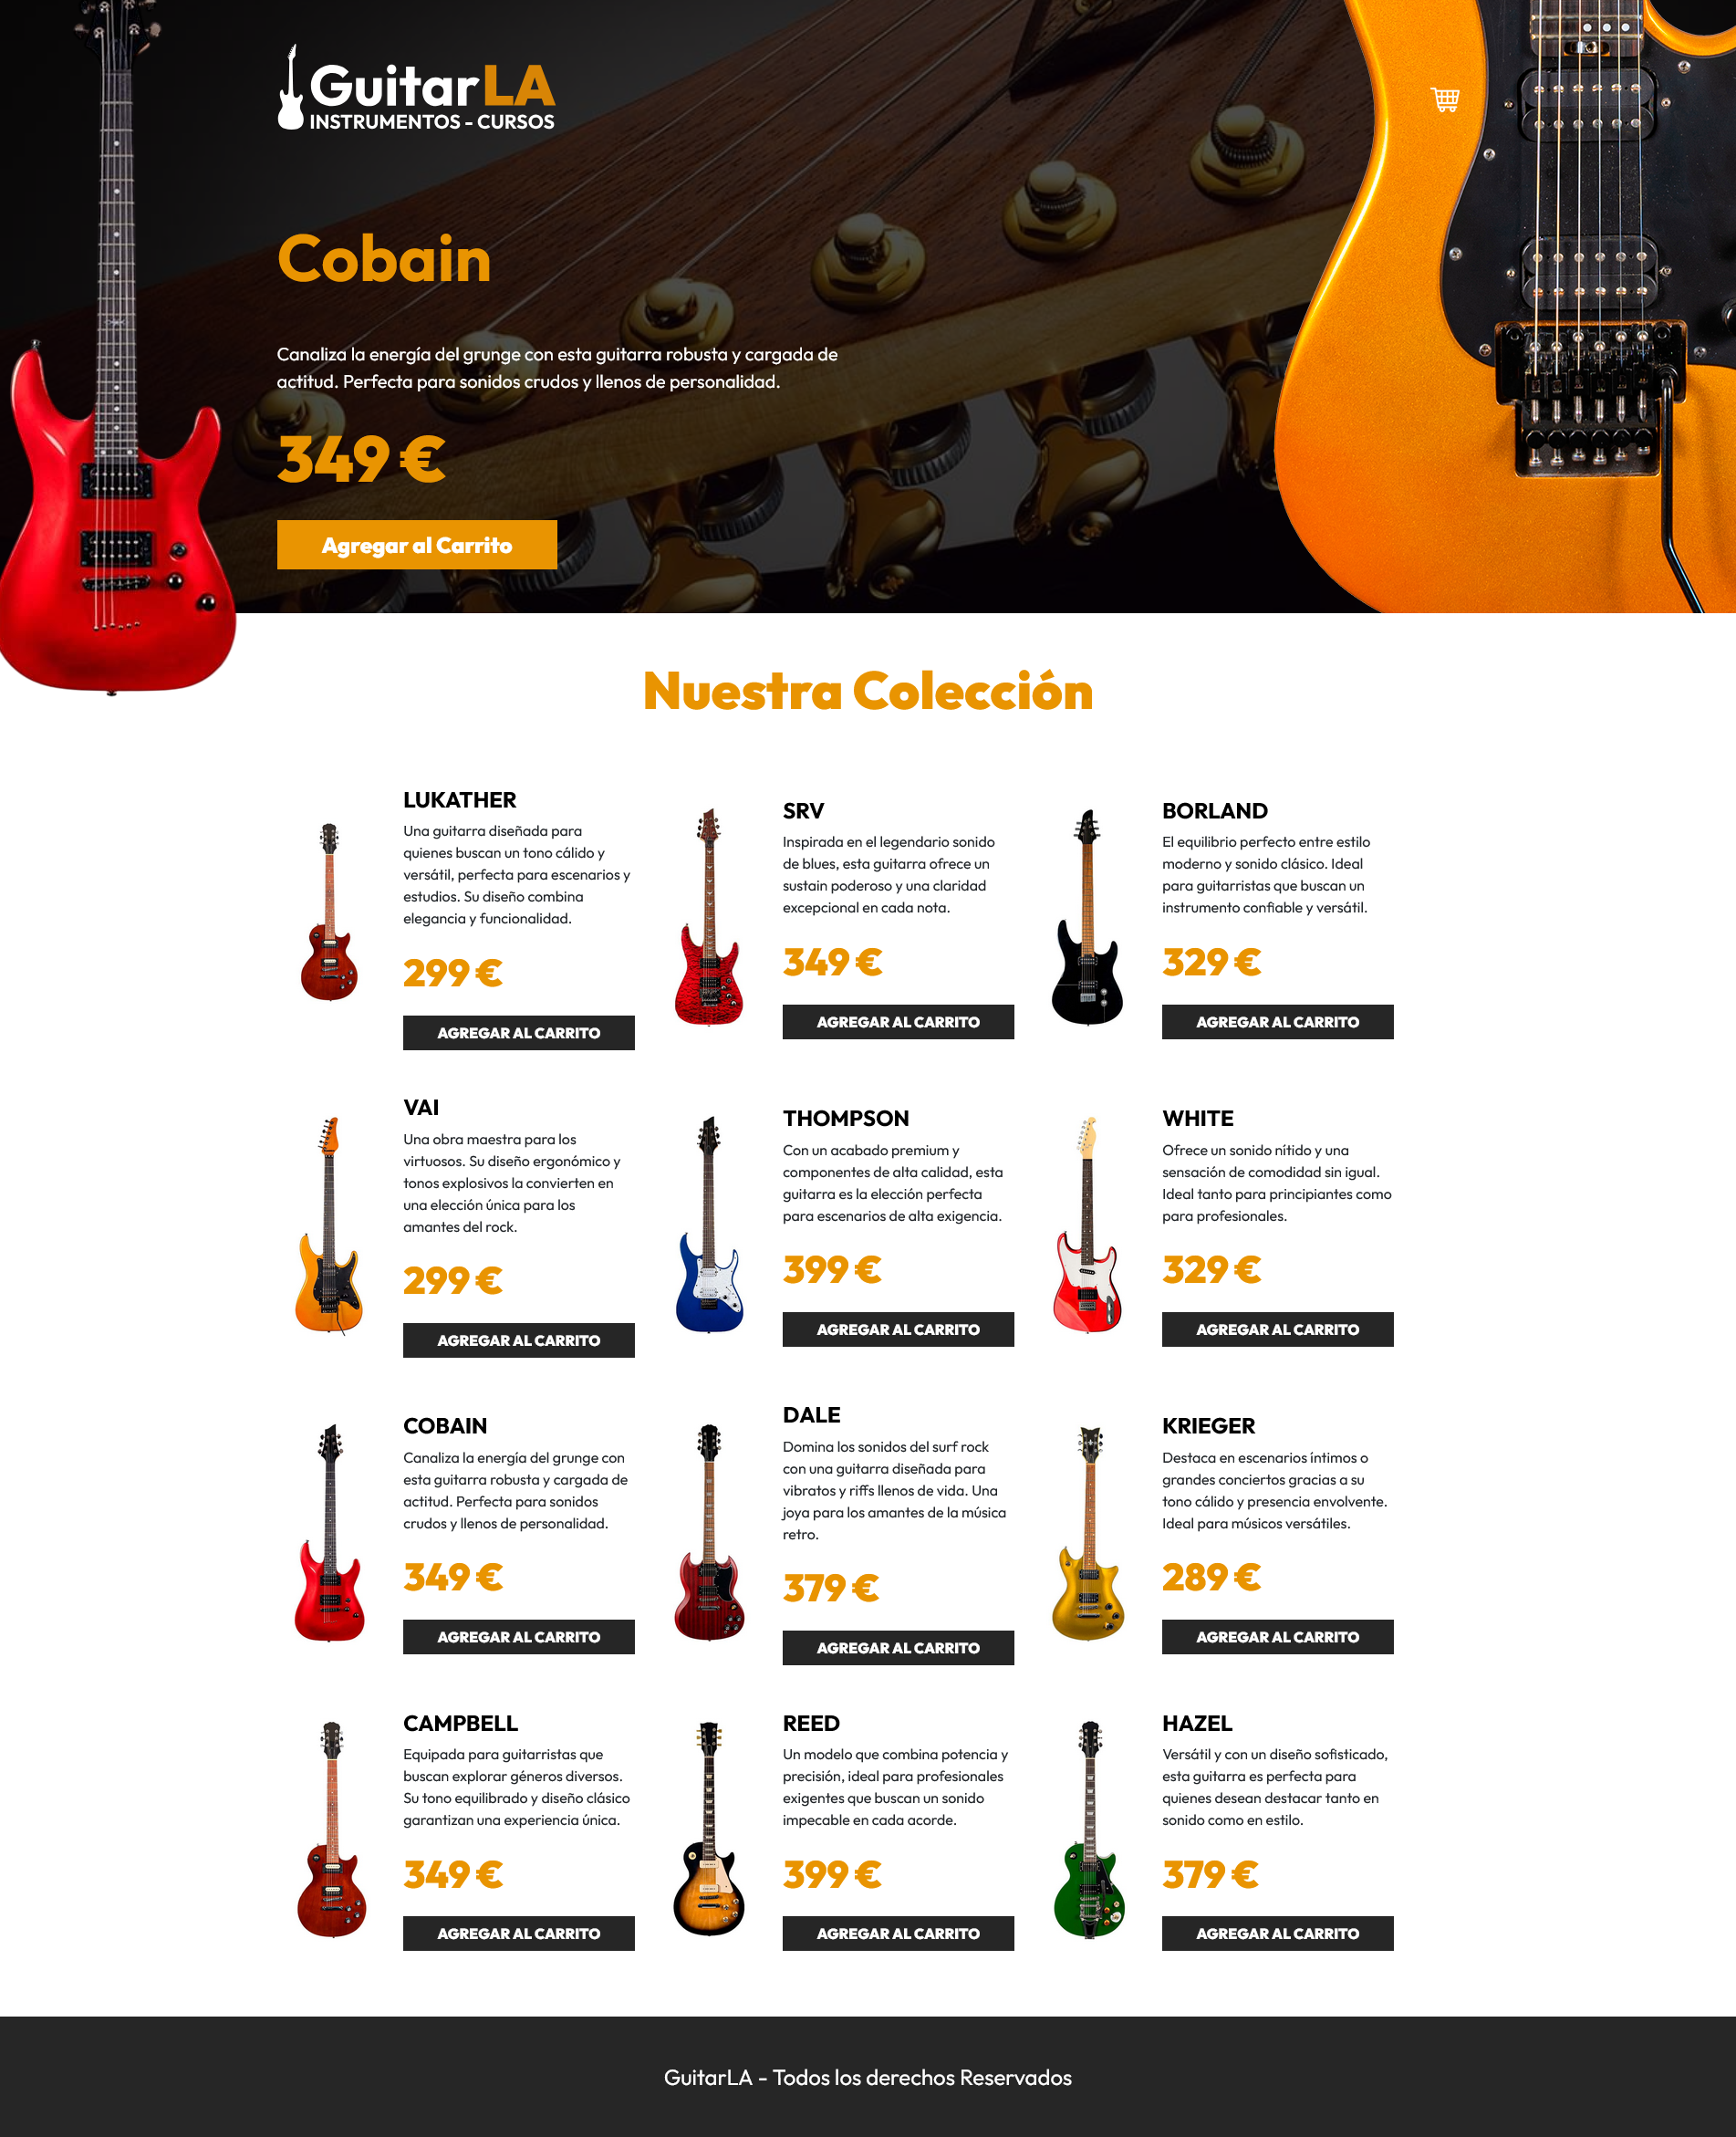 GuitarLA
INSTRUMENTOS - CURSOS
Cobain
Canaliza la energía del grunge con esta guitarra robusta y cargada de
actitud. Perfecta para sonidos crudos y llenos de personalidad.
349 €
Agregar al Carrito
Nuestra Colección
LUKATHER
Una guitarra diseñada para
quienes buscan un tono cálido y
versátil, perfecta para escenarios y
estudios. Su diseño combina
elegancia y funcionalidad.
299 €
AGREGAR AL CARRITO
SRV
Inspirada en el legendario sonido
de blues, esta guitarra ofrece un
sustain poderoso y una claridad
excepcional en cada nota.
349 €
AGREGAR AL CARRITO
BORLAND
El equilibrio perfecto entre estilo
moderno y sonido clásico. Ideal
para guitarristas que buscan un
instrumento confiable y versátil.
329 €
AGREGAR AL CARRITO
VAI
Una obra maestra para los
virtuosos. Su diseño ergonómico y
tonos explosivos la convierten en
una elección única para los
amantes del rock.
299 €
AGREGAR AL CARRITO
THOMPSON
Con un acabado premium y
componentes de alta calidad, esta
guitarra es la elección perfecta
para escenarios de alta exigencia.
399 €
AGREGAR AL CARRITO
WHITE
Ofrece un sonido nítido y una
sensación de comodidad sin igual.
Ideal tanto para principiantes como
para profesionales.
329 €
AGREGAR AL CARRITO
COBAIN
Canaliza la energía del grunge con
esta guitarra robusta y cargada de
actitud. Perfecta para sonidos
crudos y llenos de personalidad.
349 €
AGREGAR AL CARRITO
DALE
Domina los sonidos del surf rock
con una guitarra diseñada para
vibratos y riffs llenos de vida. Una
joya para los amantes de la música
retro.
379 €
AGREGAR AL CARRITO
KRIEGER
Destaca en escenarios íntimos o
grandes conciertos gracias a su
tono cálido y presencia envolvente.
Ideal para músicos versátiles.
289 €
AGREGAR AL CARRITO
CAMPBELL
Equipada para guitarristas que
buscan explorar géneros diversos.
Su tono equilibrado y diseño clásico
garantizan una experiencia única.
349 €
AGREGAR AL CARRITO
REED
Un modelo que combina potencia y
precisión, ideal para profesionales
exigentes que buscan un sonido
impecable en cada acorde.
399 €
AGREGAR AL CARRITO
HAZEL
Versátil y con un diseño sofisticado,
esta guitarra es perfecta para
quienes desean destacar tanto en
sonido como en estilo.
379 €
AGREGAR AL CARRITO
GuitarLA - Todos los derechos Reservados